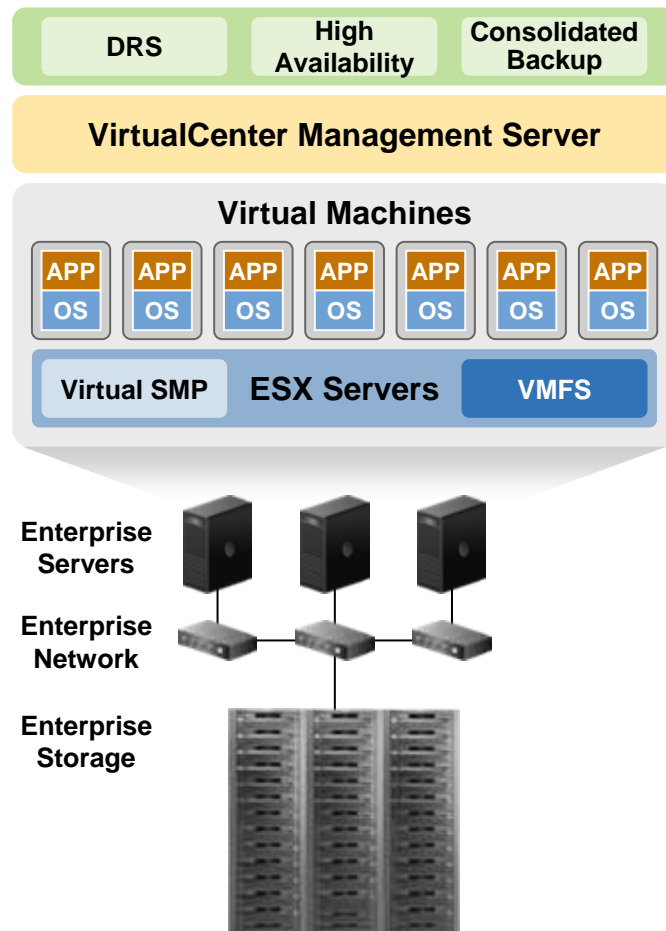 DRS
High
Availability
Consolidated
Backup
VirtualCenter Management Server
Virtual Machines
APP APP APP APP APP APP APP
OS OS OS OS OS OS OS
Virtual SMP ESX Servers VMFS
Enterprise
Servers
Enterprise
Network
Enterprise
Storage